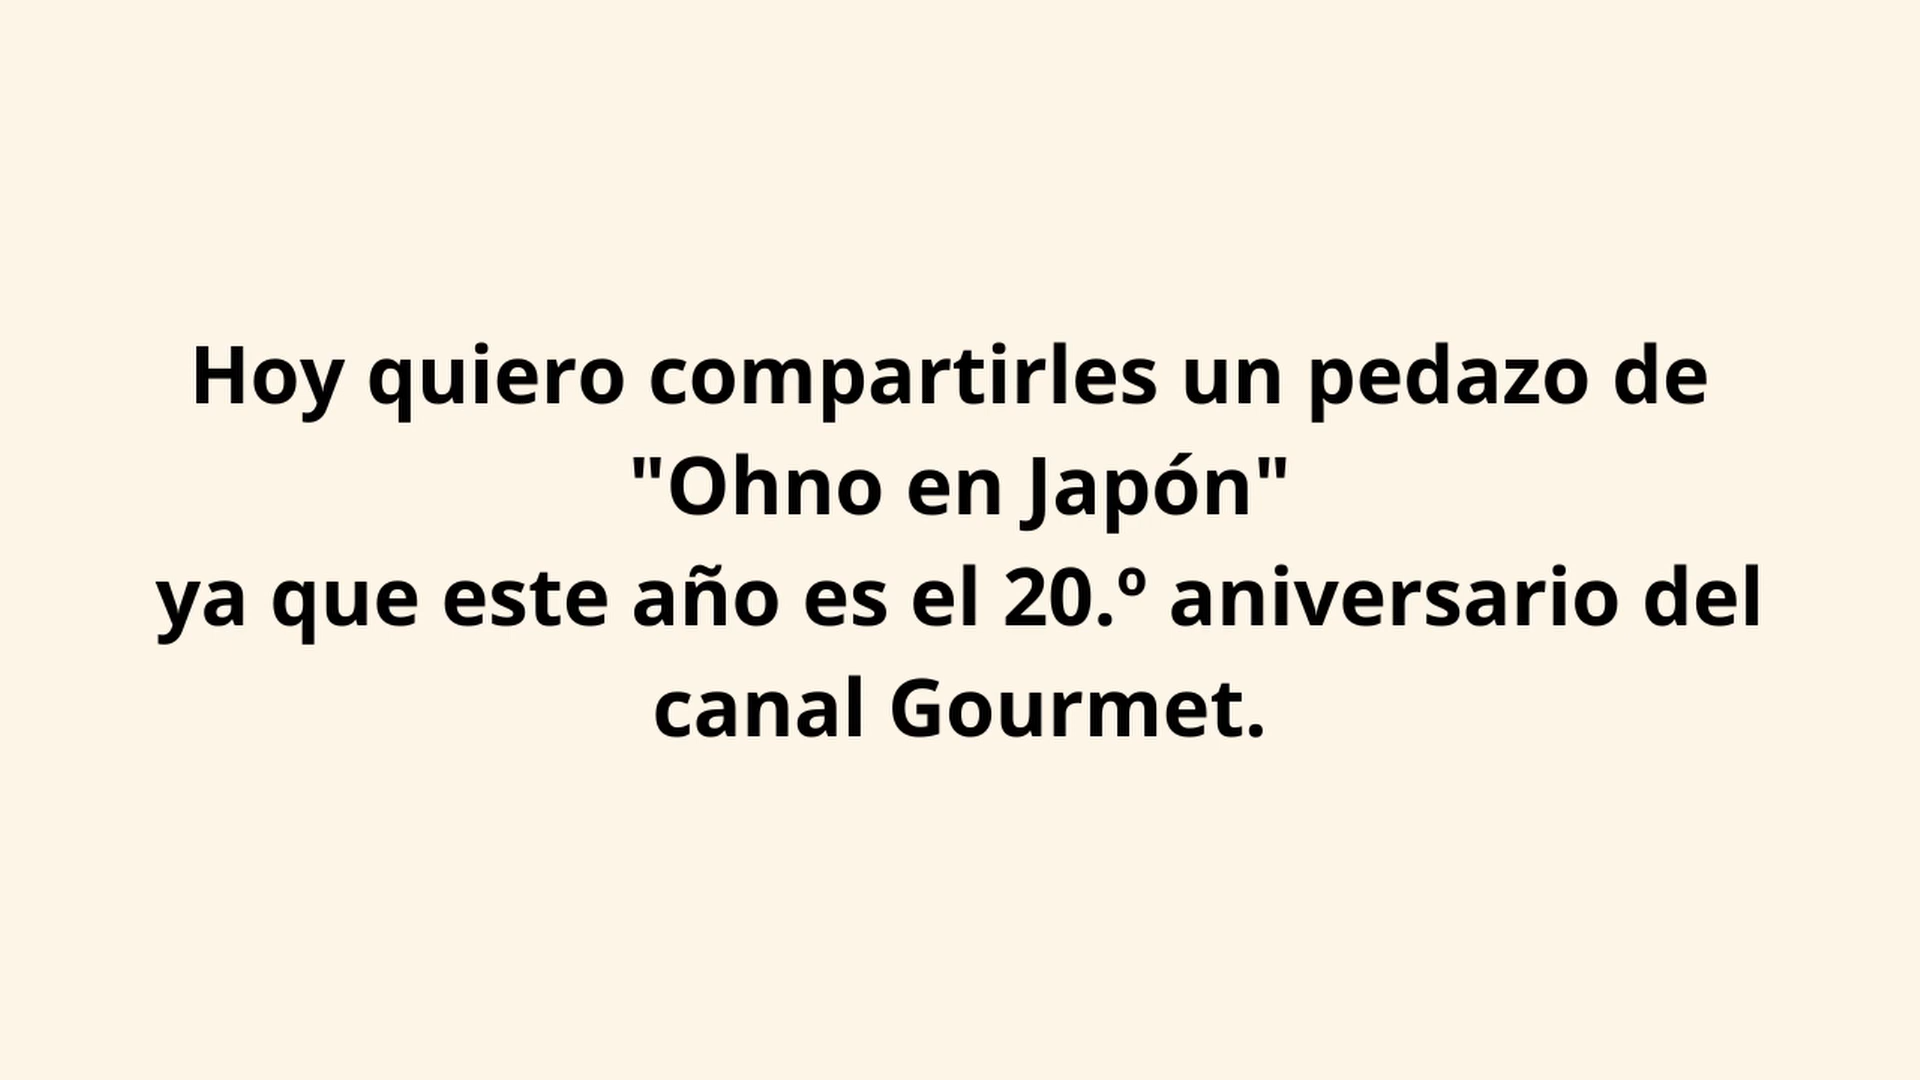 Hoy quiero compartirles un pedazo de
"Ohno en Japón"
ya que este año es el 20.º aniversario del
canal Gourmet.